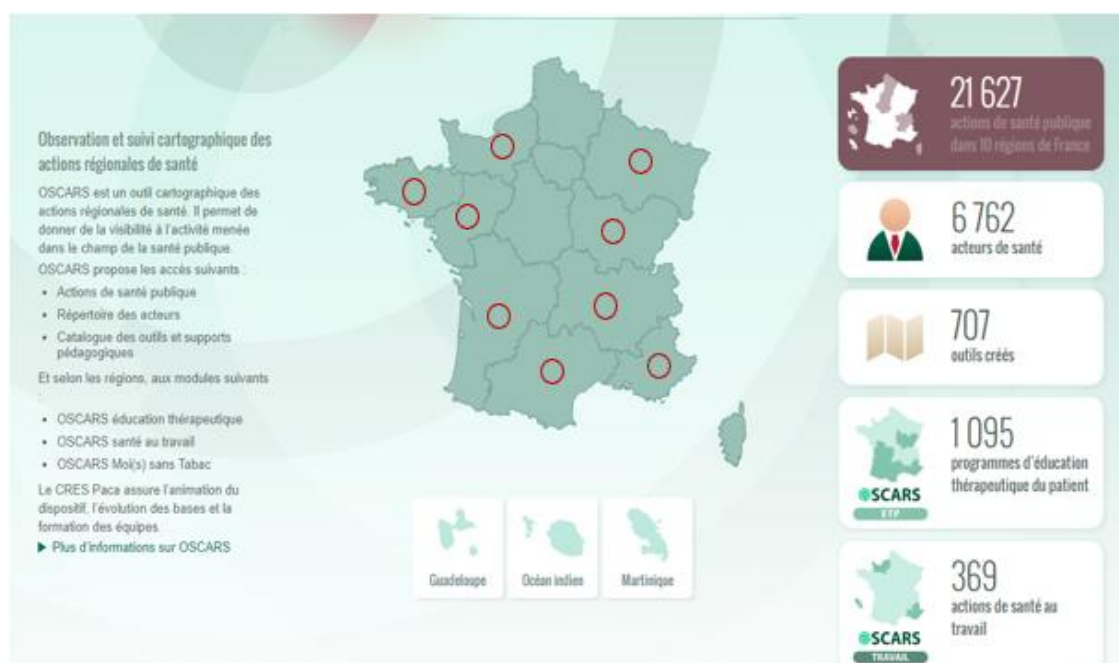 Observation et suivi cartographique des
actions régionales de santé
OSCARS est un outil cartographique des
actions régionales de santé. Il permet de
donner de la visibilité à l'activité menée
dans le champ de la santé publique.
OSCARS propose les accès suivants :
• Actions de santé publique
• Répertoire des acteurs
• Catalogue des outils et supports
pédagogiques
Et selon les régions, aux modules suivants
:
• OSCARS éducation thérapeutique
• OSCARS santé au travail
• OSCARS Moi(s) sans Tabac
Le CRES Paca assure l'animation du
dispositif, l'évolution des bases et la
formation des équipes.
Plus d'informations sur OSCARS
Guadeloupe
Océan indien
Martinique
21 627
actions de santé publique
dans 10 régions de France
6 762
acteurs de santé
707
outils créés
1 095
programmes d'éducation
thérapeutique du patient
OSCARS
ETP
369
actions de santé au
travail
OSCARS
TRAVAIL